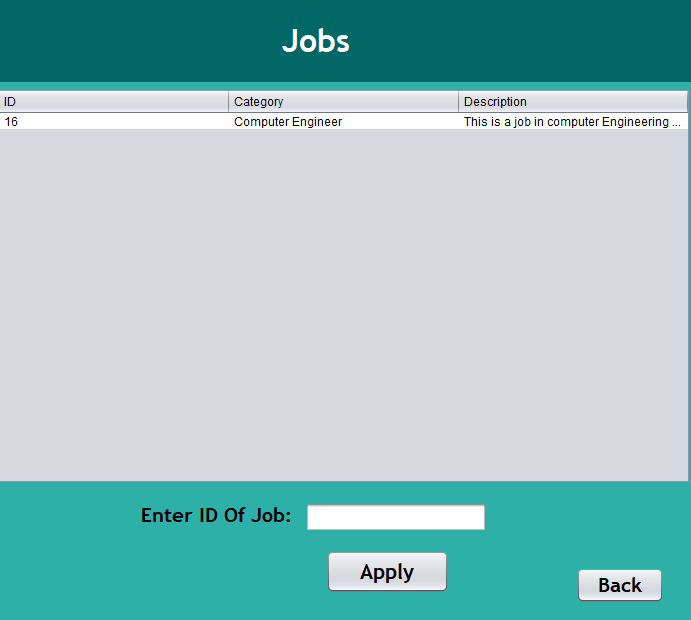 Jobs
ID Category Description
16 Computer Engineer This is a job in computer Engineering ...
Enter ID Of Job:
Apply
Back